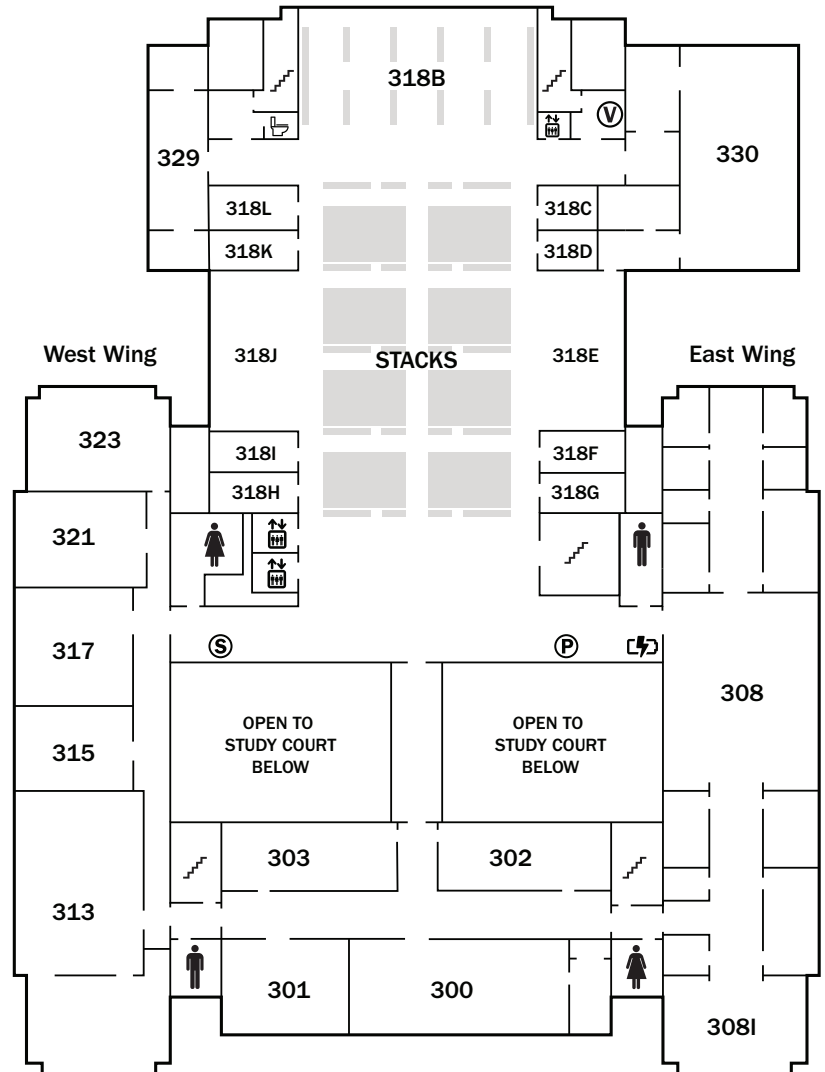 318B
V
329
330
318L
318C
318K
318D
West Wing
318J
STACKS
318E
East Wing
323
318I
318F
318H
318G
321
317
S
P
308
OPEN TO
STUDY COURT
BELOW
OPEN TO
STUDY COURT
BELOW
315
303
302
313
301
300
308I